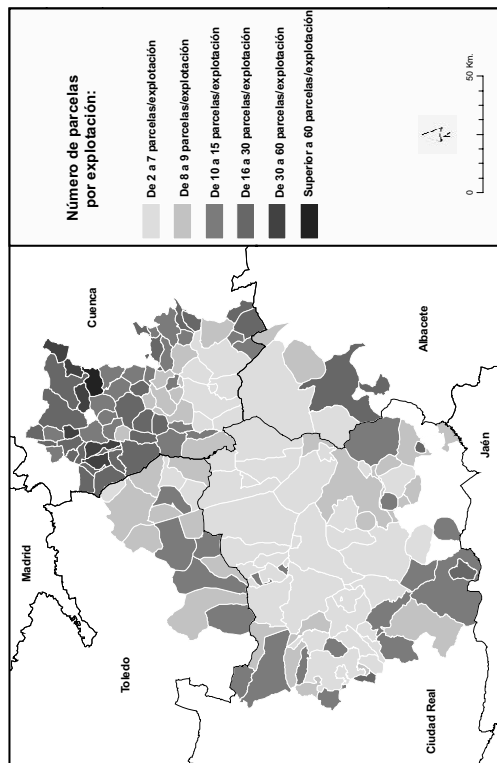 Número de parcelas
por explotación:
De 2 a 7 parcelas/explotación
De 8 a 9 parcelas/explotación
De 10 a 15 parcelas/explotación
De 16 a 30 parcelas/explotación
De 30 a 60 parcelas/explotación
Superior a 60 parcelas/explotación
N
0
50 Km.
Madrid
Cuenca
Toledo
Albacete
Ciudad Real
Jaén